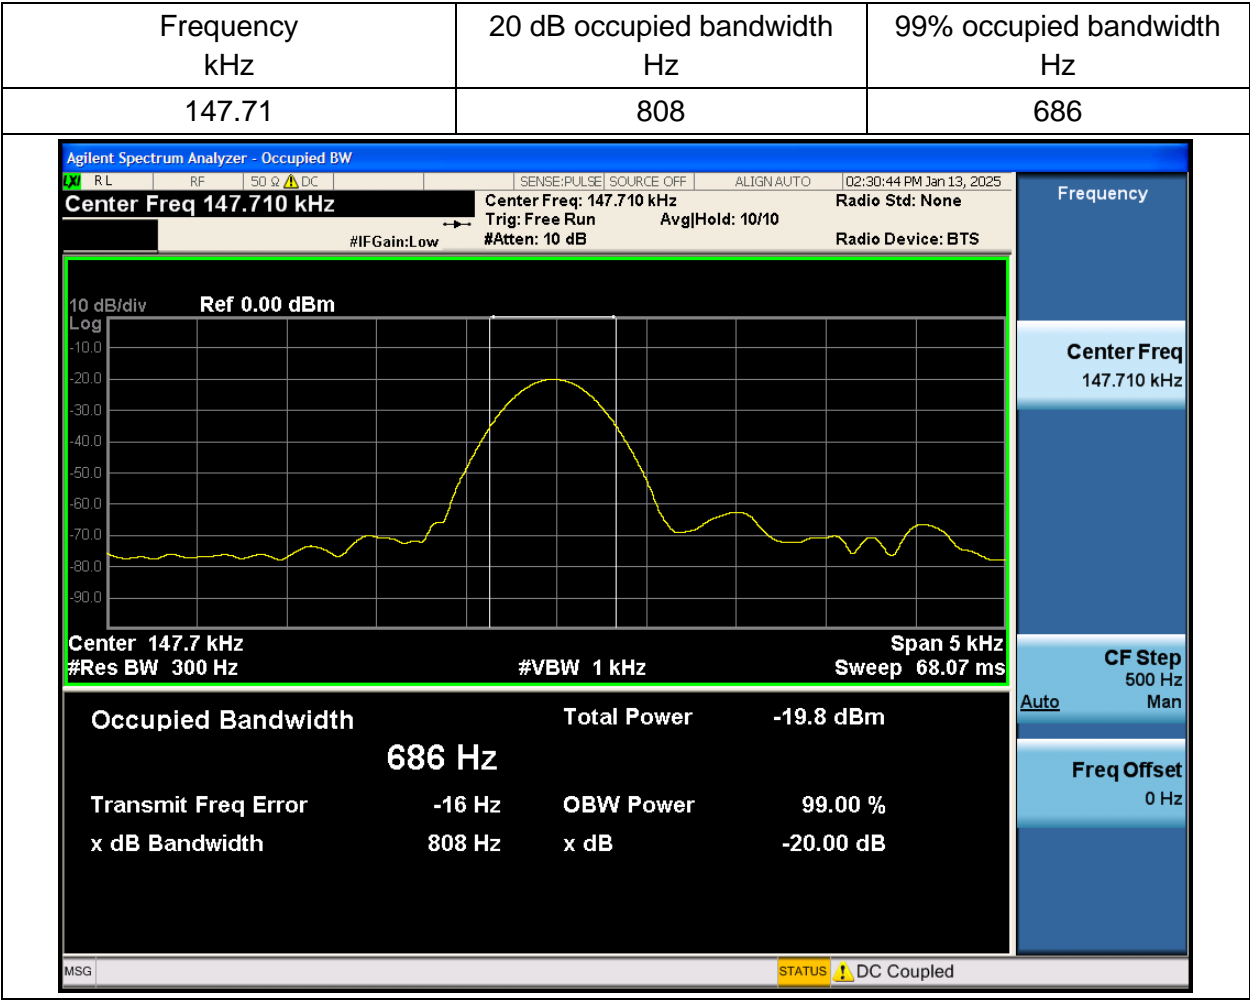 Frequency 20 dB occupied bandwidth 99% occupied bandwidth
kHz Hz Hz
147.71 808 686
Agilent Spectrum Analyzer - Occupied BW
LXI R L RF 50 Ω DC SENSE:PULSE SOURCE OFF ALIGN AUTO 02:30:44 PM Jan 13, 2025
Frequency
Center Freq 147.710 kHz Center Freq: 147.710 kHz Radio Std: None
Trig: Free Run Avg|Hold: 10/10
#IFGain:Low #Atten: 10 dB Radio Device: BTS
10 dB/div Ref 0.00 dBm
Log
-10.0
-20.0
-30.0
-40.0
-50.0
-60.0
-70.0
-80.0
-90.0
Center 147.7 kHz Span 5 kHz
#Res BW 300 Hz #VBW 1 kHz Sweep 68.07 ms
Occupied Bandwidth Total Power -19.8 dBm
686 Hz
Transmit Freq Error -16 Hz OBW Power 99.00 %
x dB Bandwidth 808 Hz x dB -20.00 dB
Center Freq
147.710 kHz
CF Step
500 Hz
Auto Man
Freq Offset
0 Hz
MSG STATUS DC Coupled